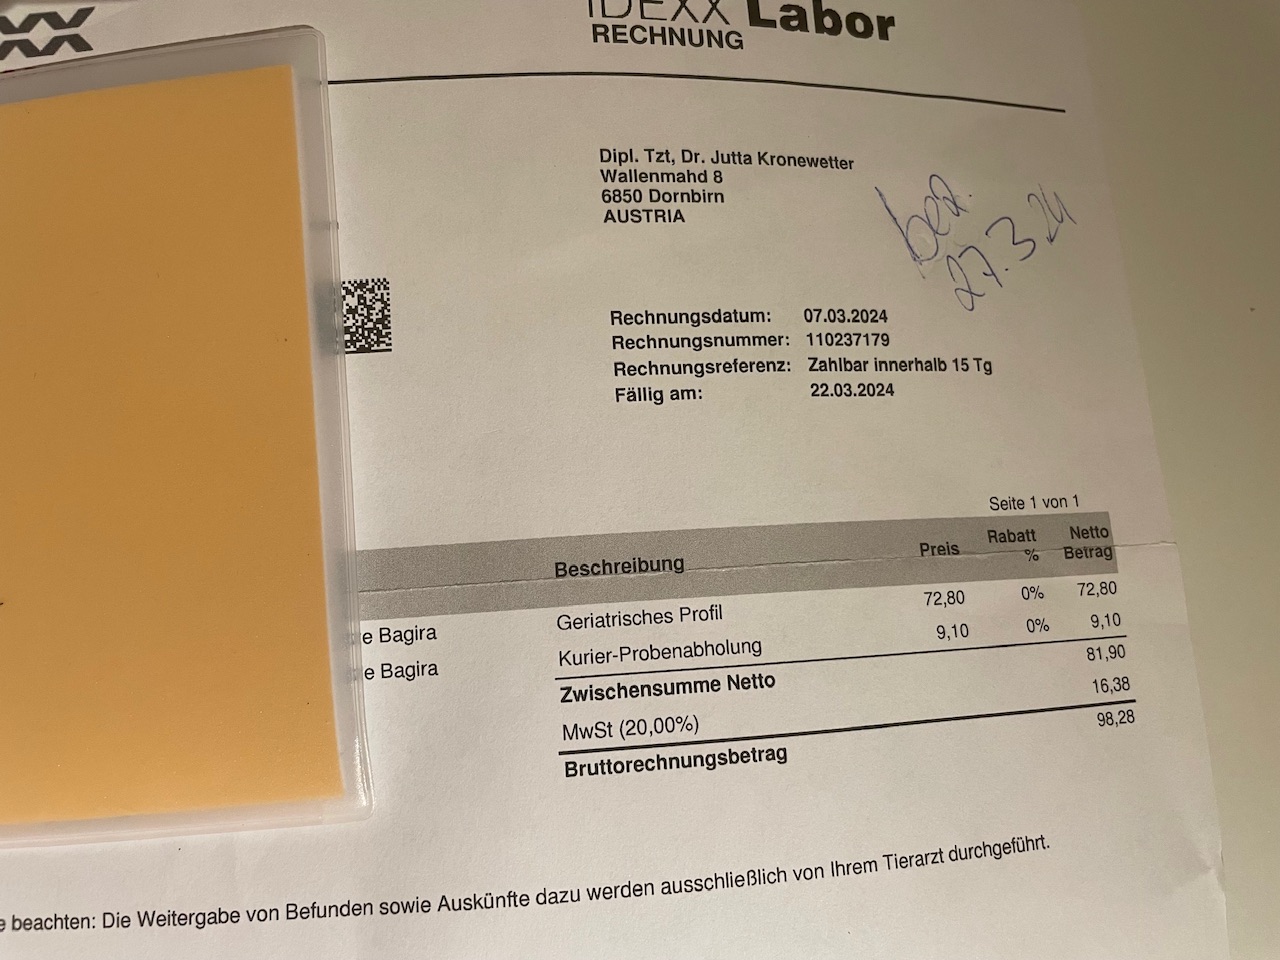 IDEXX Labor
RECHNUNG
Dipl. Tzt, Dr. Jutta Kronewetter
Wallenmahd 8
6850 Dornbirn
AUSTRIA
bez.
27.3.24
Rechnungsdatum: 07.03.2024
Rechnungsnummer: 110237179
Rechnungsreferenz: Zahlbar innerhalb 15 Tg
Fällig am: 22.03.2024
Seite 1 von 1
Beschreibung Preis Rabatt % Netto Betrag
e Bagira Geriatrisches Profil 72,80 0% 72,80
e Bagira Kurier-Probenabholung 9,10 0% 9,10
Zwischensumme Netto 81,90
MwSt (20,00%) 16,38
Bruttorechnungsbetrag 98,28
e beachten: Die Weitergabe von Befunden sowie Auskünfte dazu werden ausschließlich von Ihrem Tierarzt durchgeführt.